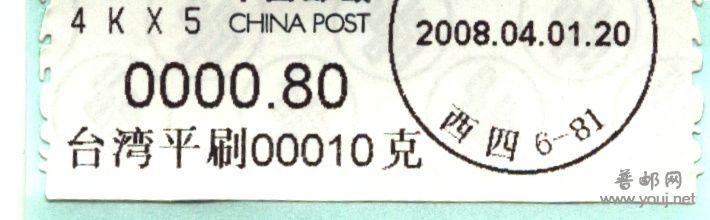 4 K X 5 CHINA POST
0000.80
台湾平刷00010克
2008.04.01.20
西四6-81
普邮网
www.youj.net